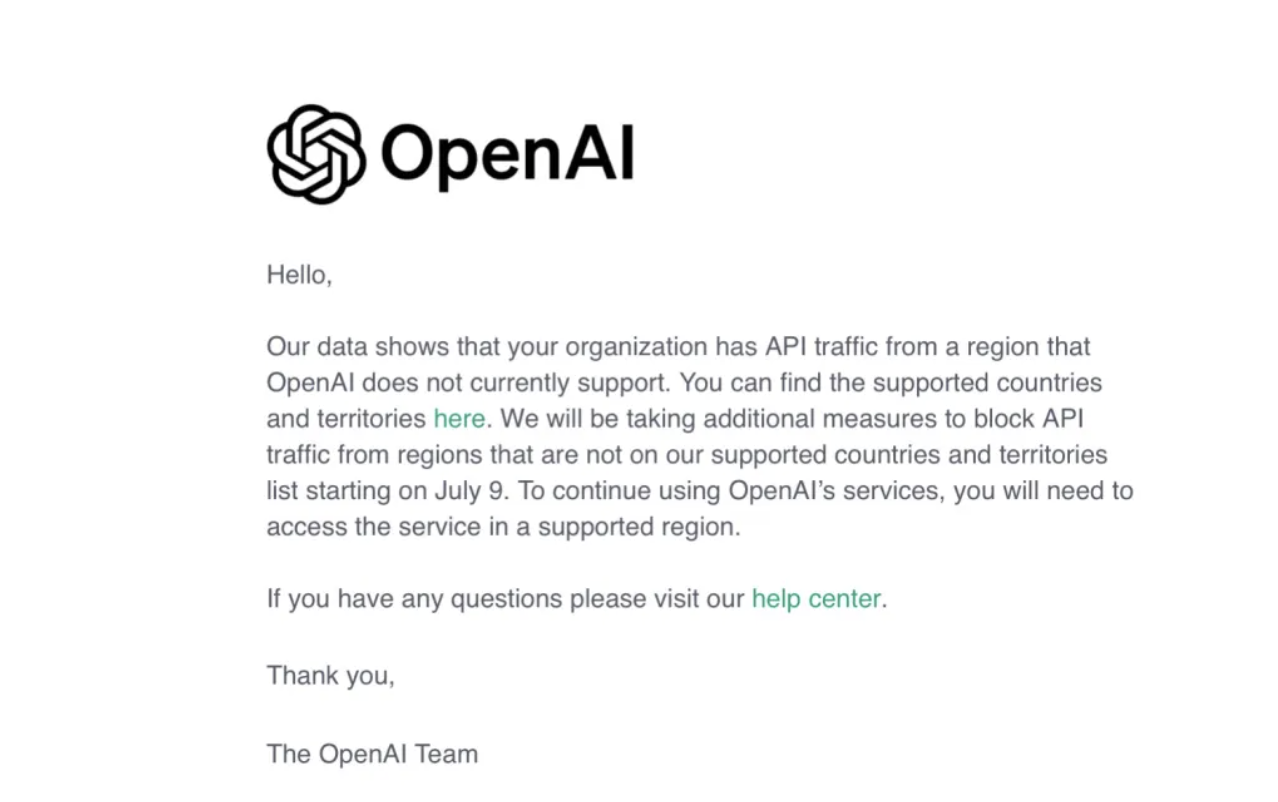 OpenAI
Hello,
Our data shows that your organization has API traffic from a region that
OpenAI does not currently support. You can find the supported countries
and territories here. We will be taking additional measures to block API
traffic from regions that are not on our supported countries and territories
list starting on July 9. To continue using OpenAI’s services, you will need to
access the service in a supported region.
If you have any questions please visit our help center.
Thank you,
The OpenAI Team